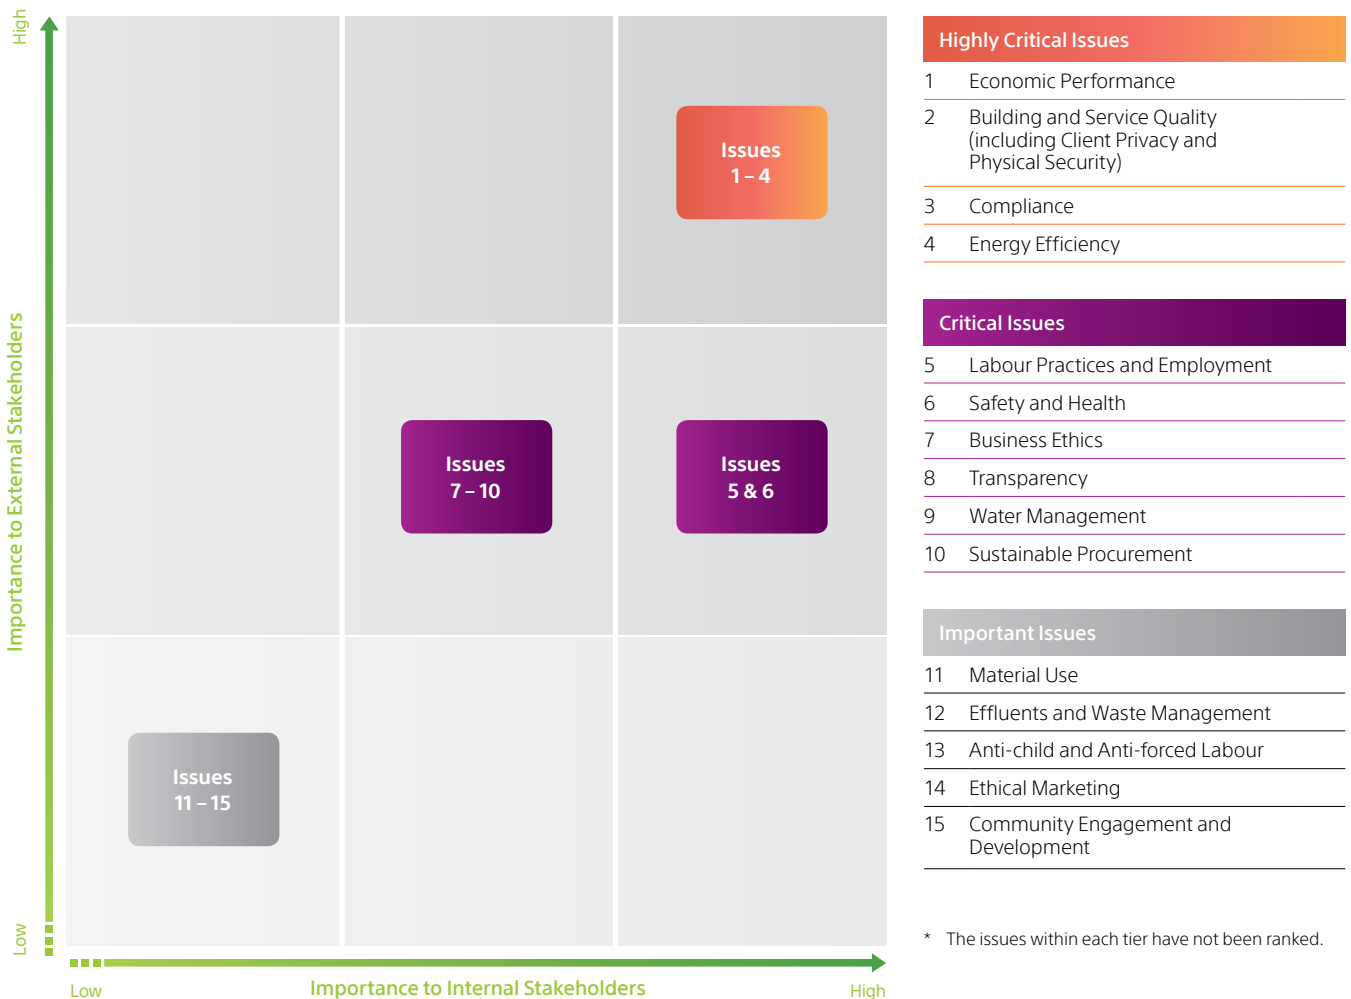 High
Importance to External Stakeholders
Low
Issues
1 – 4
Issues
7 – 10
Issues
5 & 6
Issues
11 – 15
Low
Importance to Internal Stakeholders
High
Highly Critical Issues
1 Economic Performance
2 Building and Service Quality
(including Client Privacy and
Physical Security)
3 Compliance
4 Energy Efficiency
Critical Issues
5 Labour Practices and Employment
6 Safety and Health
7 Business Ethics
8 Transparency
9 Water Management
10 Sustainable Procurement
Important Issues
11 Material Use
12 Effluents and Waste Management
13 Anti-child and Anti-forced Labour
14 Ethical Marketing
15 Community Engagement and
Development
* The issues within each tier have not been ranked.